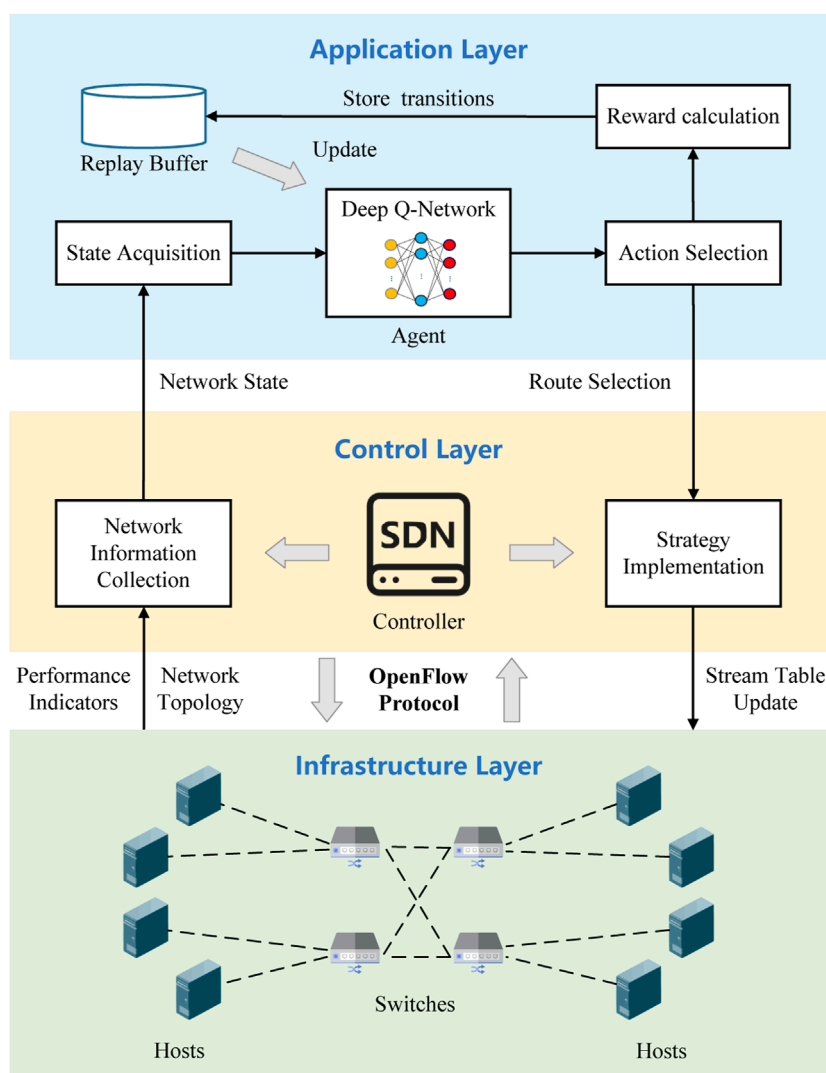 Application Layer
Store transitions
Reward calculation
Replay Buffer
Update
Deep Q-Network
State Acquisition
Action Selection
Agent
Network State
Route Selection
Control Layer
Network
Information
Collection
SDN
Strategy
Implementation
Controller
Performance
Indicators
Network
Topology
OpenFlow
Protocol
Stream Table
Update
Infrastructure Layer
Switches
Hosts
Hosts